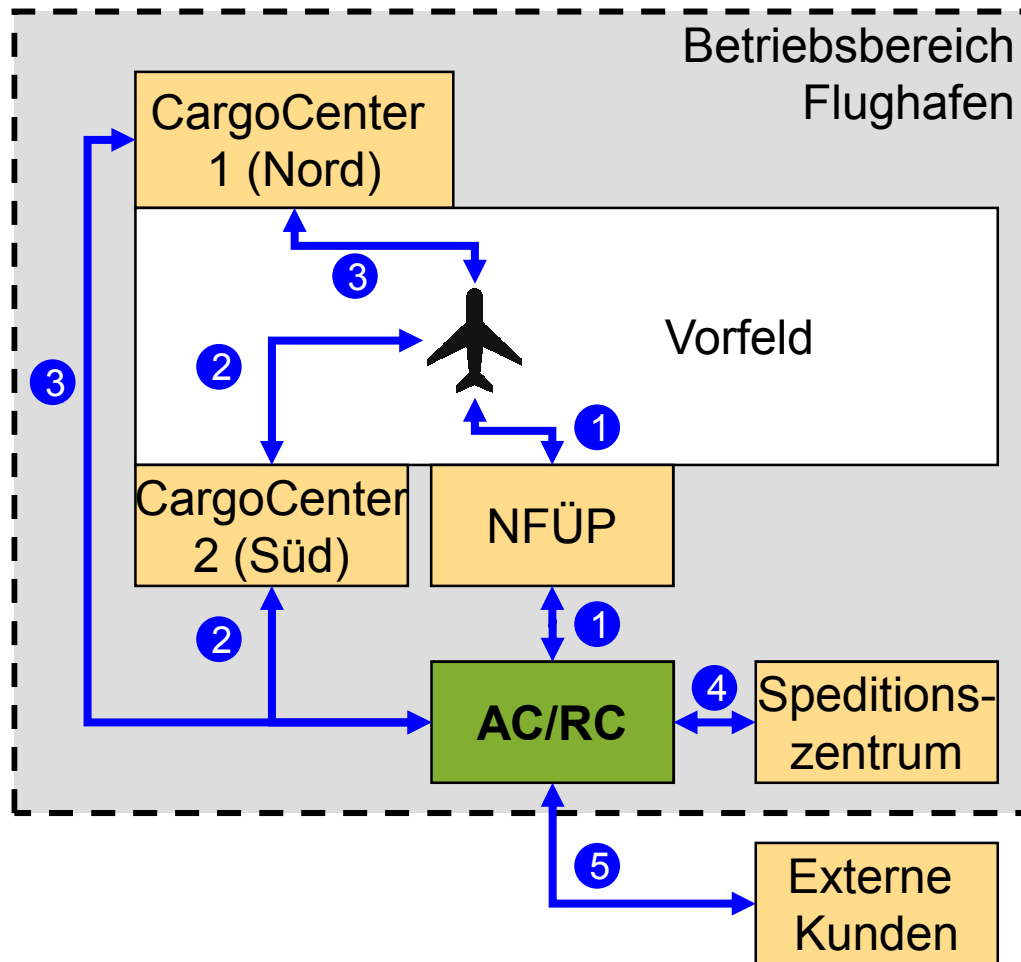 Betriebsbereich
Flughafen
CargoCenter
1 (Nord)
3
Vorfeld
2
3
1
CargoCenter
2 (Süd)
NFÜP
2
1
AC/RC
4
Speditions-
zentrum
5
Externe
Kunden